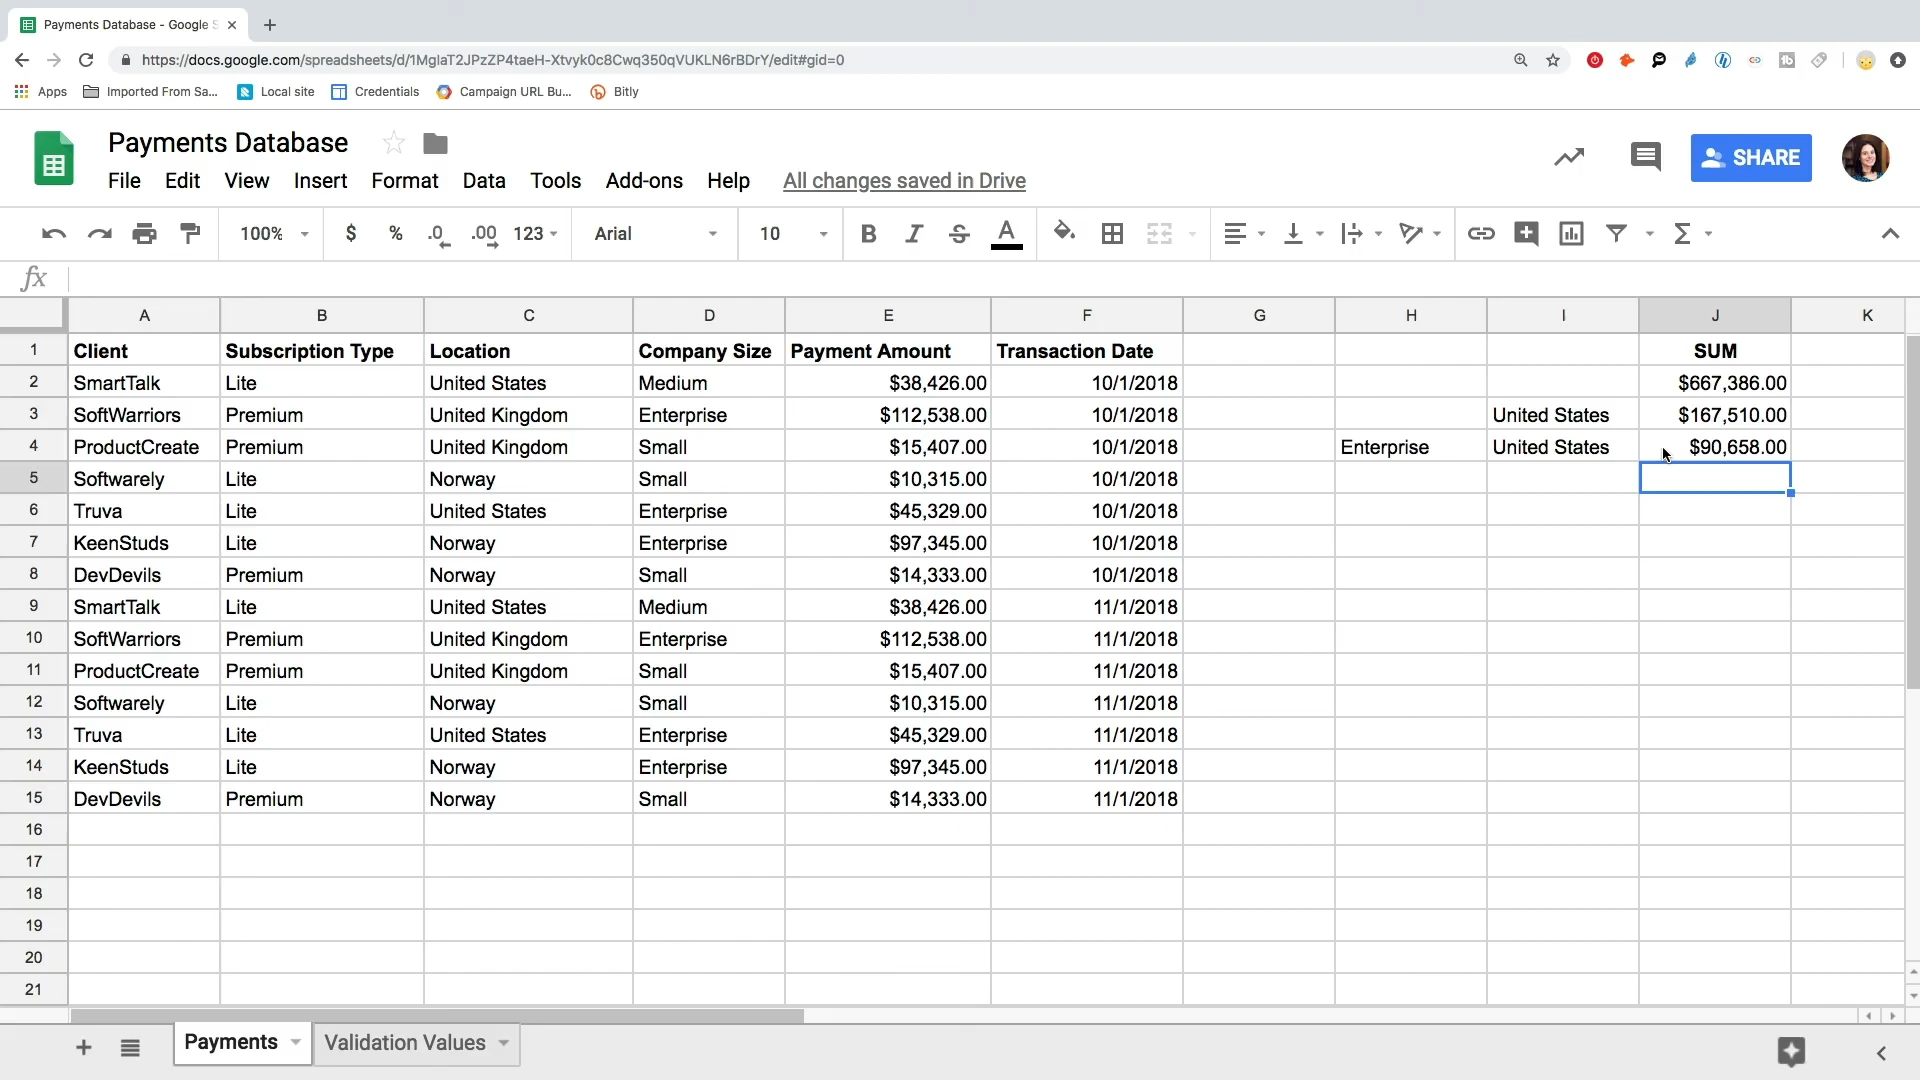 Payments Database - Google S
https://docs.google.com/spreadsheets/d/1MglaT2JPzZP4taeH-Xtvyk0c8Cwq350qVUKLN6rBDrY/edit#gid=0
Apps Imported From Sa... Local site Credentials Campaign URL Bu... Bitly
Payments Database
File Edit View Insert Format Data Tools Add-ons Help All changes saved in Drive
SHARE
100% $ % .0 .00 123 Arial 10 B I S A Σ
fx
A B C D E F G H I J K
1 Client Subscription Type Location Company Size Payment Amount Transaction Date SUM
2 SmartTalk Lite United States Medium $38,426.00 10/1/2018 $667,386.00
3 SoftWarriors Premium United Kingdom Enterprise $112,538.00 10/1/2018 United States $167,510.00
4 ProductCreate Premium United Kingdom Small $15,407.00 10/1/2018 Enterprise United States $90,658.00
5 Softwarely Lite Norway Small $10,315.00 10/1/2018
6 Truva Lite United States Enterprise $45,329.00 10/1/2018
7 KeenStuds Lite Norway Enterprise $97,345.00 10/1/2018
8 DevDevils Premium Norway Small $14,333.00 10/1/2018
9 SmartTalk Lite United States Medium $38,426.00 11/1/2018
10 SoftWarriors Premium United Kingdom Enterprise $112,538.00 11/1/2018
11 ProductCreate Premium United Kingdom Small $15,407.00 11/1/2018
12 Softwarely Lite Norway Small $10,315.00 11/1/2018
13 Truva Lite United States Enterprise $45,329.00 11/1/2018
14 KeenStuds Lite Norway Enterprise $97,345.00 11/1/2018
15 DevDevils Premium Norway Small $14,333.00 11/1/2018
16
17
18
19
20
21
Payments Validation Values